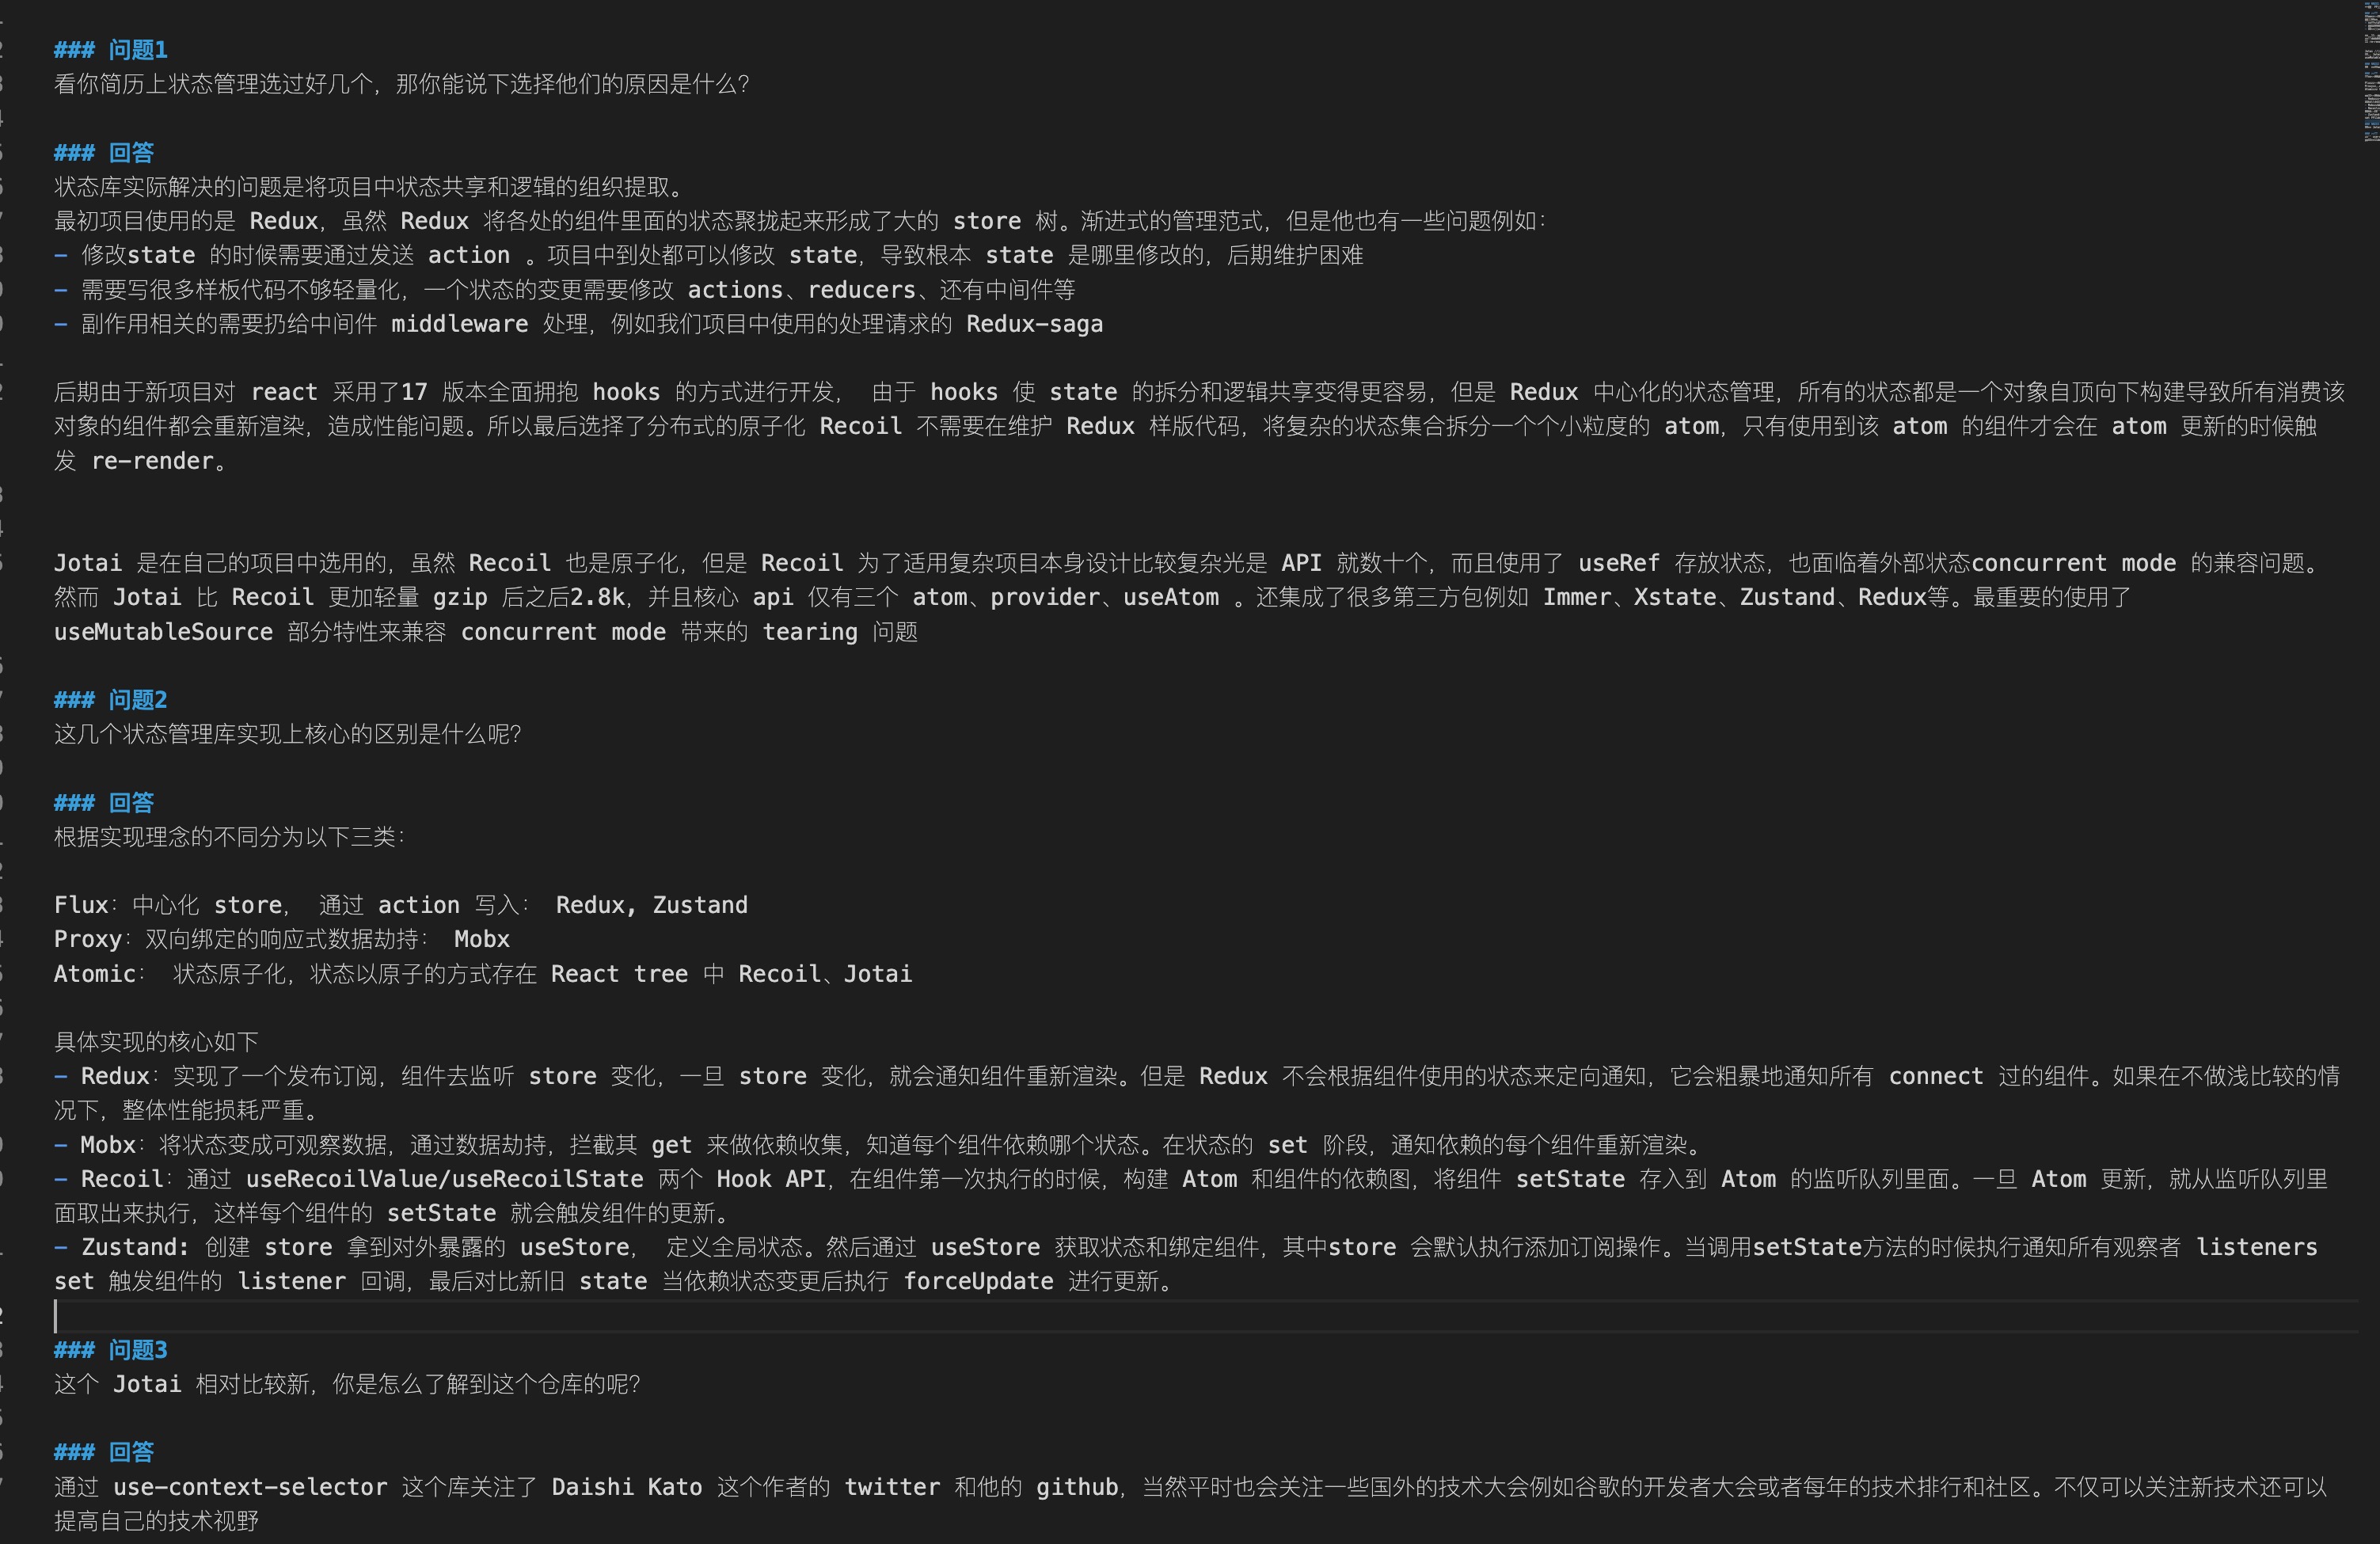 ### 问题1
看你简历上状态管理选过好几个，那你能说下选择他们的原因是什么？
### 回答
状态库实际解决的问题是将项目中状态共享和逻辑的组织提取。
最初项目使用的是 Redux，虽然 Redux 将各处的组件里面的状态聚拢起来形成了大的 store 树。渐进式的管理范式，但是他也有一些问题例如：
- 修改state 的时候需要通过发送 action 。项目中到处都可以修改 state，导致根本 state 是哪里修改的，后期维护困难
- 需要写很多样板代码不够轻量化，一个状态的变更需要修改 actions、reducers、还有中间件等
- 副作用相关的需要扔给中间件 middleware 处理，例如我们项目中使用的处理请求的 Redux-saga
后期由于新项目对 react 采用了17 版本全面拥抱 hooks 的方式进行开发， 由于 hooks 使 state 的拆分和逻辑共享变得更容易，但是 Redux 中心化的状态管理，所有的状态都是一个对象自顶向下构建导致所有消费该
对象的组件都会重新渲染，造成性能问题。所以最后选择了分布式的原子化 Recoil 不需要在维护 Redux 样版代码，将复杂的状态集合拆分一个个小粒度的 atom，只有使用到该 atom 的组件才会在 atom 更新的时候触
发 re-render。
Jotai 是在自己的项目中选用的，虽然 Recoil 也是原子化，但是 Recoil 为了适用复杂项目本身设计比较复杂光是 API 就数十个，而且使用了 useRef 存放状态，也面临着外部状态concurrent mode 的兼容问题。
然而 Jotai 比 Recoil 更加轻量 gzip 后之后2.8k，并且核心 api 仅有三个 atom、provider、useAtom 。还集成了很多第三方包例如 Immer、Xstate、Zustand、Redux等。最重要的使用了
useMutableSource 部分特性来兼容 concurrent mode 带来的 tearing 问题
### 问题2
这几个状态管理库实现上核心的区别是什么呢？
### 回答
根据实现理念的不同分为以下三类：
Flux：中心化 store， 通过 action 写入： Redux, Zustand
Proxy：双向绑定的响应式数据劫持： Mobx
Atomic： 状态原子化，状态以原子的方式存在 React tree 中 Recoil、Jotai
具体实现的核心如下
- Redux：实现了一个发布订阅，组件去监听 store 变化，一旦 store 变化，就会通知组件重新渲染。但是 Redux 不会根据组件使用的状态来定向通知，它会粗暴地通知所有 connect 过的组件。如果在不做浅比较的情
况下，整体性能损耗严重。
- Mobx：将状态变成可观察数据，通过数据劫持，拦截其 get 来做依赖收集，知道每个组件依赖哪个状态。在状态的 set 阶段，通知依赖的每个组件重新渲染。
- Recoil：通过 useRecoilValue/useRecoilState 两个 Hook API，在组件第一次执行的时候，构建 Atom 和组件的依赖图，将组件 setState 存入到 Atom 的监听队列里面。一旦 Atom 更新，就从监听队列里
面取出来执行，这样每个组件的 setState 就会触发组件的更新。
- Zustand: 创建 store 拿到对外暴露的 useStore， 定义全局状态。然后通过 useStore 获取状态和绑定组件，其中store 会默认执行添加订阅操作。当调用setState方法的时候执行通知所有观察者 listeners
set 触发组件的 listener 回调，最后对比新旧 state 当依赖状态变更后执行 forceUpdate 进行更新。
### 问题3
这个 Jotai 相对比较新，你是怎么了解到这个仓库的呢？
### 回答
通过 use-context-selector 这个库关注了 Daishi Kato 这个作者的 twitter 和他的 github，当然平时也会关注一些国外的技术大会例如谷歌的开发者大会或者每年的技术排行和社区。不仅可以关注新技术还可以
提高自己的技术视野